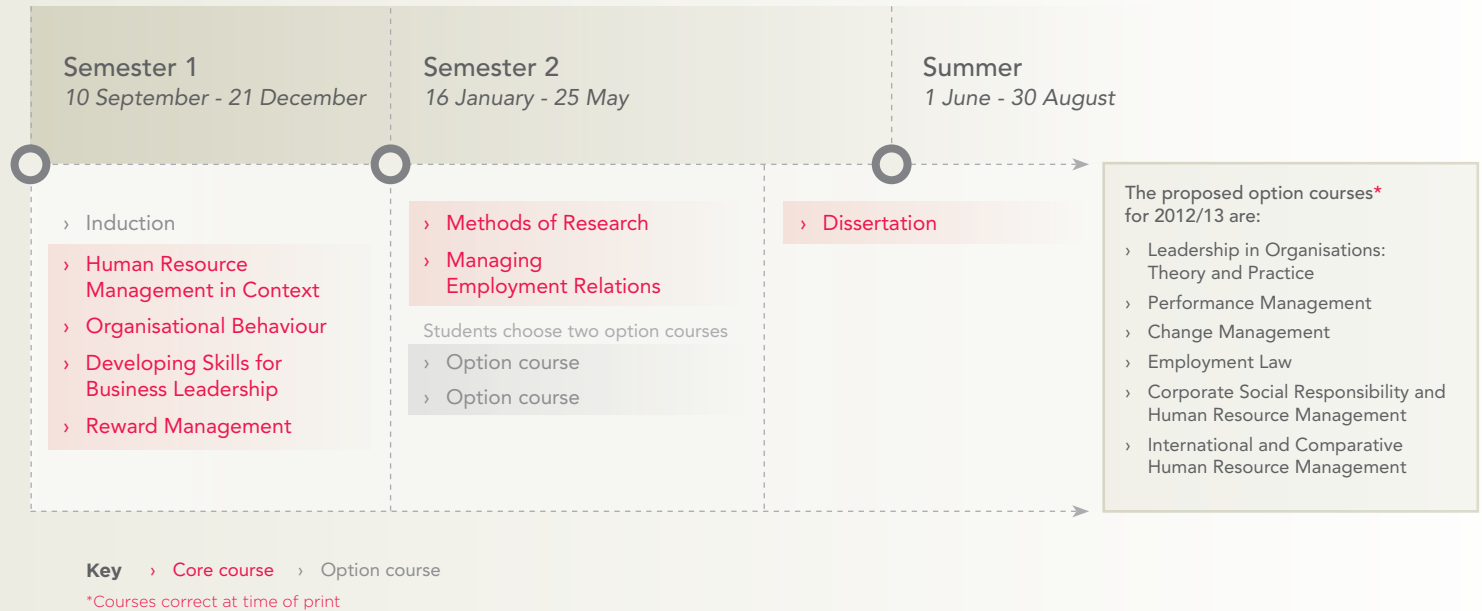 Semester 1
10 September - 21 December
Semester 2
16 January - 25 May
Summer
1 June - 30 August
› Induction
› Human Resource
Management in Context
› Organisational Behaviour
› Developing Skills for
Business Leadership
› Reward Management
› Methods of Research
› Managing
Employment Relations
Students choose two option courses
› Option course
› Option course
› Dissertation
The proposed option courses*
for 2012/13 are:
› Leadership in Organisations:
Theory and Practice
› Performance Management
› Change Management
› Employment Law
› Corporate Social Responsibility and
Human Resource Management
› International and Comparative
Human Resource Management
Key › Core course › Option course
*Courses correct at time of print